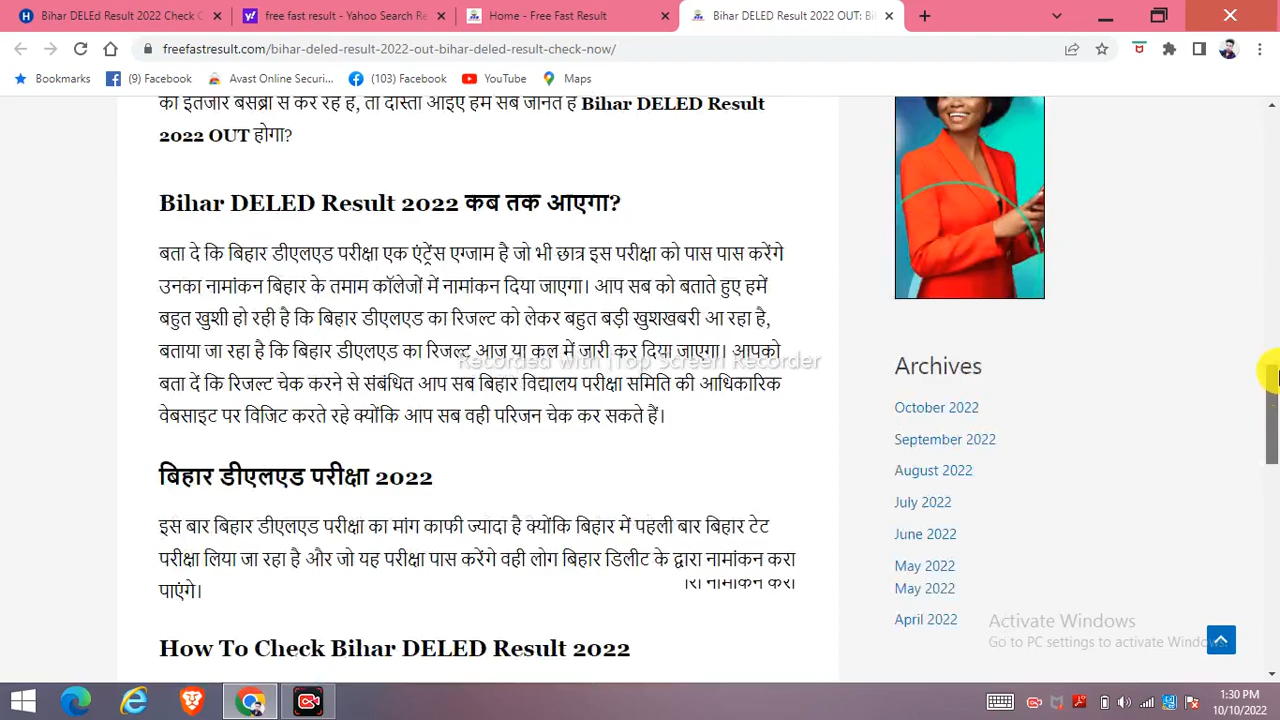 Bihar DELEd 2022 Check C
free fast result - Yahoo Search Re
Home - Free Fast Result
Bihar DELED Result 2022 OUT: Bi
freefastresult.com/bihar-deled-result-2022-out-bihar-deled-result-check-now/
Bookmarks
(9) Facebook
Avast Online Securi...
(103) Facebook
YouTube
Maps
का इंतजार बेसब्री से कर रहे है, तो दोस्तों आइए हम सब जानते हैं Bihar DELED Result
2022 OUT होगा?
Bihar DELED Result 2022 कब तक आएगा?
बता दे कि बिहार डीएलएड परीक्षा एक एंट्रेंस एग्जाम है जो भी छात्र इस परीक्षा को पास पास करेंगे
उनका नामांकन बिहार के तमाम कॉलेजों में नामांकन दिया जाएगा। आप सब को बताते हुए हमें
बहुत खुशी हो रही है कि बिहार डीएलएड का रिजल्ट को लेकर बहुत बड़ी खुशखबरी आ रहा है,
बताया जा रहा है कि बिहार डीएलएड का रिजल्ट आज या कल में जारी कर दिया जाएगा। आपको
बता दें कि रिजल्ट चेक करने से संबंधित आप सब बिहार विद्यालय परीक्षा समिति की आधिकारिक
वेबसाइट पर विजिट करते रहे क्योंकि आप सब वही परिजन चेक कर सकते हैं।
Recorded with iTop Screen Recorder
बिहार डीएलएड परीक्षा 2022
इस बार बिहार डीएलएड परीक्षा का मांग काफी ज्यादा है क्योंकि बिहार में पहली बार बिहार टेट
परीक्षा लिया जा रहा है और जो यह परीक्षा पास करेंगे वही लोग बिहार डिलीट के द्वारा नामांकन करा
पाएंगे।
How To Check Bihar DELED Result 2022
Archives
October 2022
September 2022
August 2022
July 2022
June 2022
May 2022
May 2022
April 2022
Activate Windows
Go to PC settings to activate Windows.
1:30 PM
10/10/2022